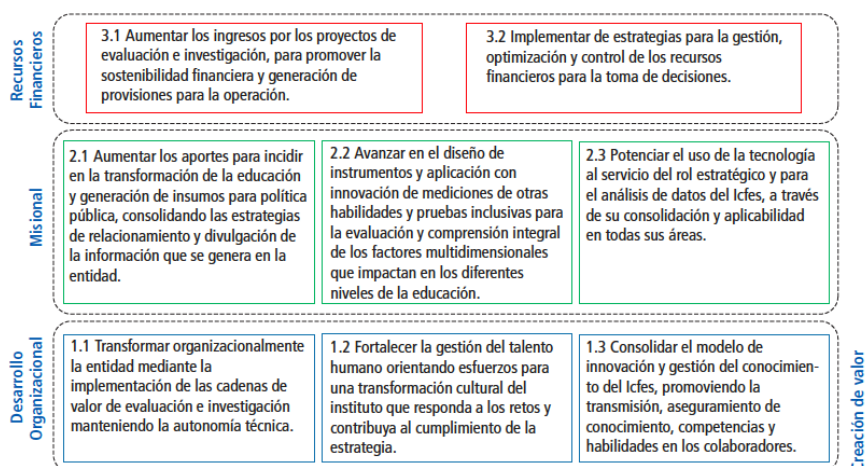 Recursos
Financieros
3.1 Aumentar los ingresos por los proyectos de
evaluación e investigación, para promover la
sostenibilidad financiera y generación de
provisiones para la operación.
3.2 Implementar de estrategias para la gestión,
optimización y control de los recursos
financieros para la toma de decisiones.
Misional
2.1 Aumentar los aportes para incidir
en la transformación de la educación
y generación de insumos para política
pública, consolidando las estrategias
de relacionamiento y divulgación de
la información que se genera en la
entidad.
2.2 Avanzar en el diseño de
instrumentos y aplicación con
innovación de mediciones de otras
habilidades y pruebas inclusivas para
la evaluación y comprensión integral
de los factores multidimensionales
que impactan en los diferentes
niveles de la educación.
2.3 Potenciar el uso de la tecnología
al servicio del rol estratégico y para
el análisis de datos del Icfes, a través
de su consolidación y aplicabilidad
en todas sus áreas.
Desarrollo
Organizacional
1.1 Transformar organizacionalmente
la entidad mediante la
implementación de las cadenas de
valor de evaluación e investigación
manteniendo la autonomía técnica.
1.2 Fortalecer la gestión del talento
humano orientando esfuerzos para
una transformación cultural del
instituto que responda a los retos y
contribuya al cumplimiento de la
estrategia.
1.3 Consolidar el modelo de
innovación y gestión del conocimien-
to del Icfes, promoviendo la
transmisión, aseguramiento de
conocimiento, competencias y
habilidades en los colaboradores.
Creación de valor